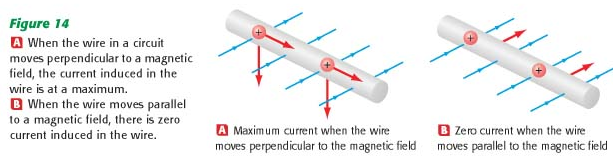 Figure 14
A When the wire in a circuit
moves perpendicular to a magnetic
field, the current induced in the
wire is at a maximum.
B When the wire moves parallel
to a magnetic field, there is zero
current induced in the wire.
+
+
A Maximum current when the wire
moves perpendicular to the magnetic field
+
+
B Zero current when the wire
moves parallel to the magnetic field